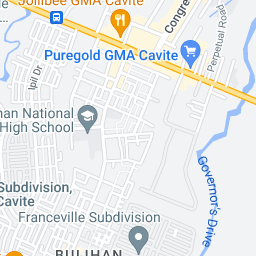 Jollibee GMA Cavite
Congre
Puregold GMA Cavite
Ipil Dr.
Perpetual Road
han National
High School
Governor's Drive
Subdivision,
Cavite
Franceville Subdivision
BULIHAN